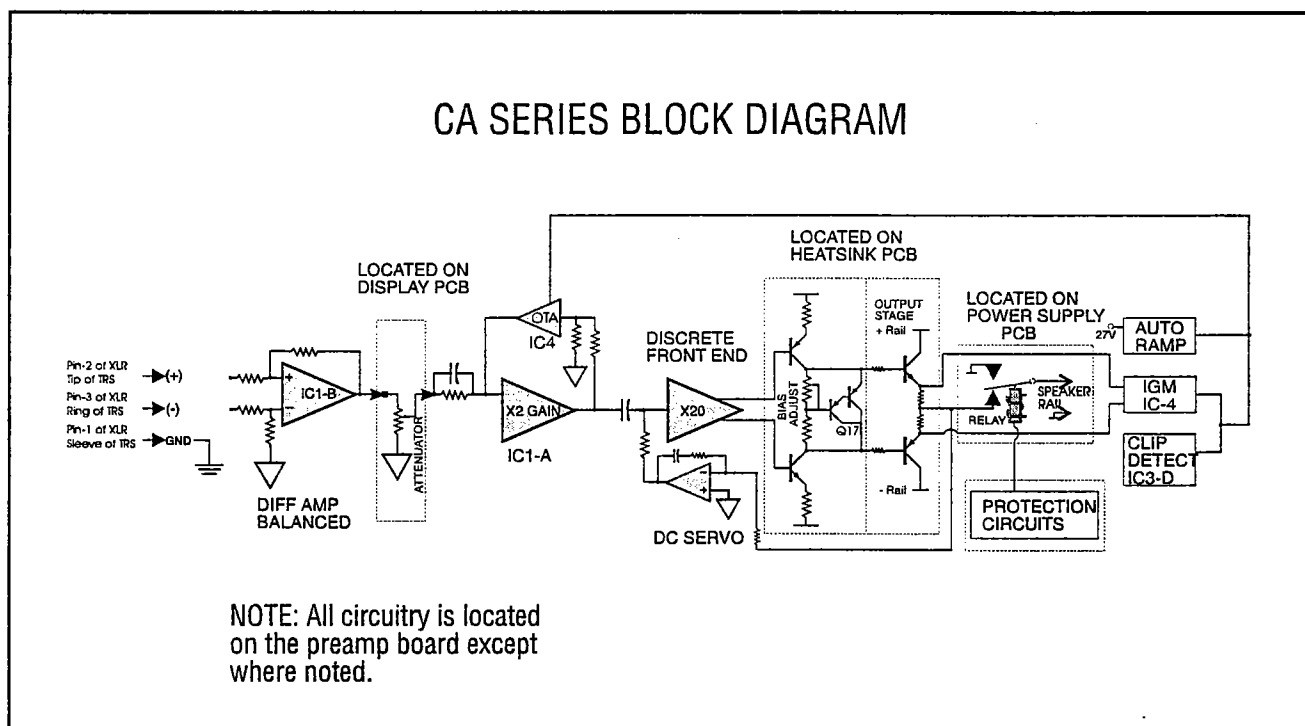 CA SERIES BLOCK DIAGRAM
LOCATED ON
DISPLAY PCB
LOCATED ON
HEATSINK PCB
LOCATED ON
POWER SUPPLY
PCB
OTA
IC4
DISCRETE
FRONT END
OUTPUT
STAGE
+ Rail
27V
AUTO
RAMP
Pin-2 of XLR
Tip of TRS
(+)
Pin-3 of XLR
Ring of TRS
(-)
Pin-1 of XLR
Sleeve of TRS
GND
+
IC1-B
-
ATTENUATOR
X2 GAIN
IC1-A
X20
BIAS
ADJUST
Q17
SPEAKER
RAIL
RELAY
IGM
IC-4
CLIP
DETECT
IC3-D
- Rail
PROTECTION
CIRCUITS
DIFF AMP
BALANCED
-
+
DC SERVO
NOTE: All circuitry is located
on the preamp board except
where noted.